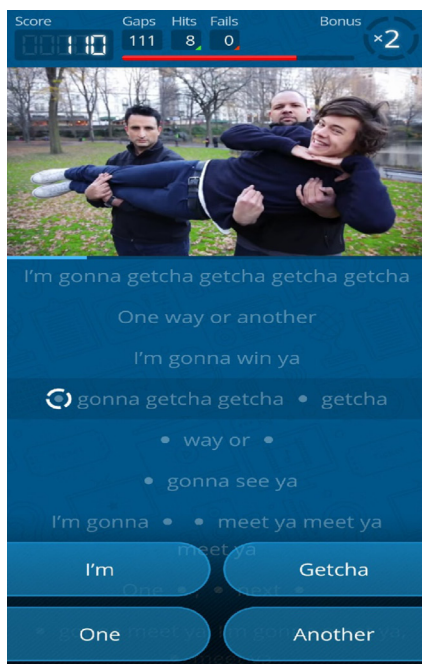 Score Gaps Hits Fails Bonus
110 111 8 0 ×2
I'm gonna getcha getcha getcha getcha
One way or another
I'm gonna win ya
gonna getcha getcha • getcha
• way or •
• gonna see ya
I'm gonna • • meet ya meet ya
meet ya
I'm Getcha
One • , • next •
One Another